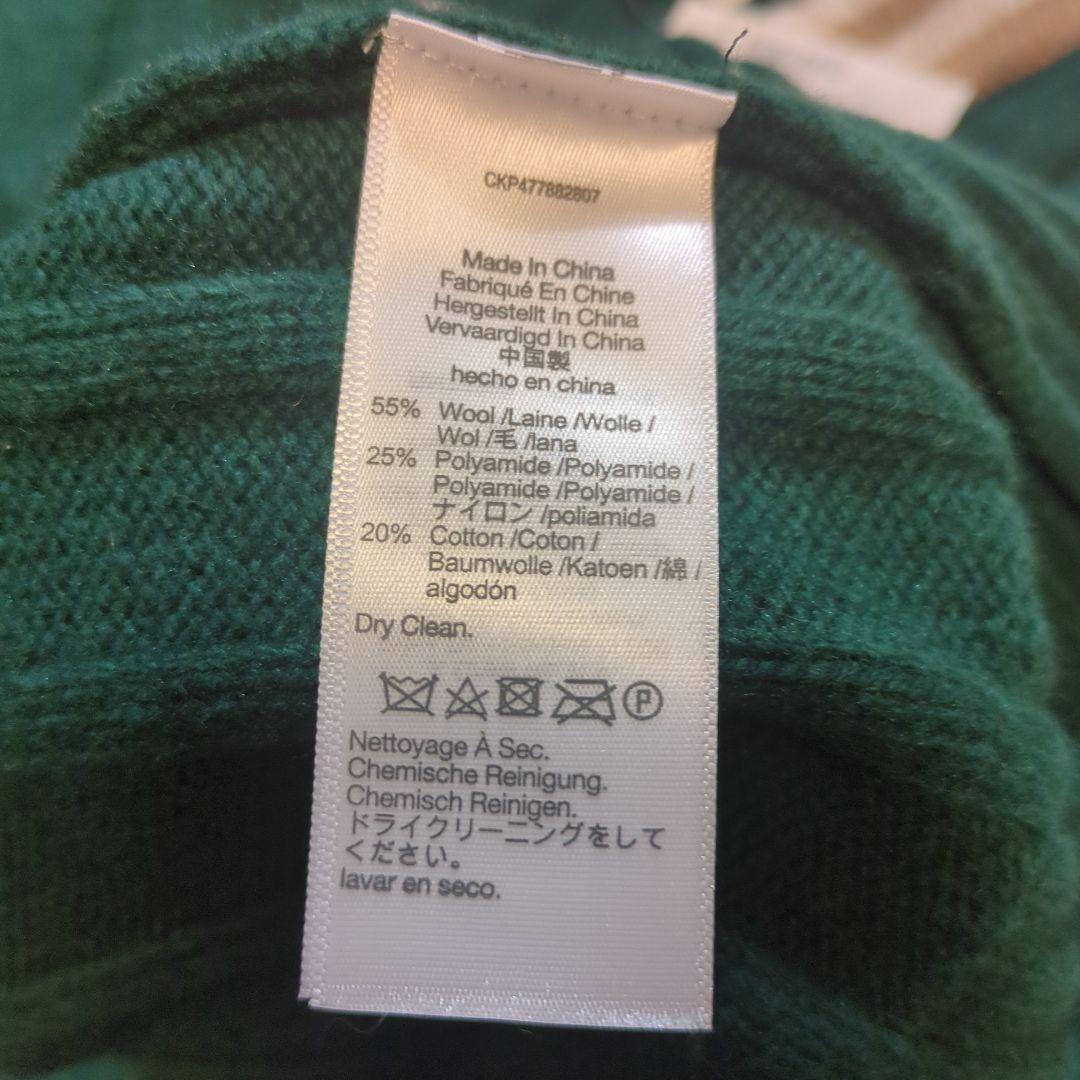 CKP477882807
Made In China
Fabriqué En Chine
Hergestellt In China
Vervaardigd In China
中国製
hecho en china
55% Wool /Laine /Wolle /
Wol /毛 /lana
25% Polyamide /Polyamide /
Polyamide /Polyamide /
ナイロン /poliamida
20% Cotton /Coton /
Baumwolle /Katoen /綿 /
algodón
Dry Clean.
P
Nettoyage À Sec.
Chemische Reinigung.
Chemisch Reinigen.
ドライクリーニングをして
ください。
lavar en seco.